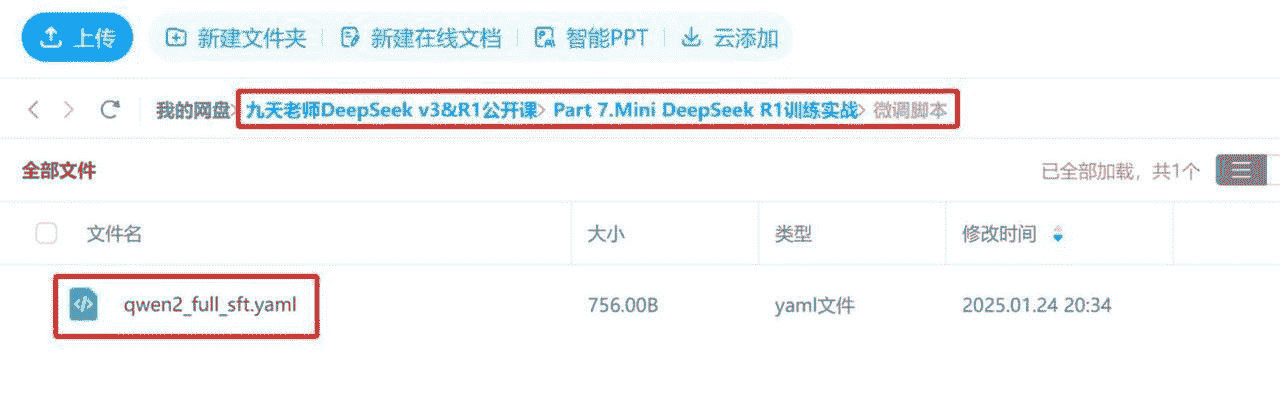 上传 新建文件夹 新建在线文档 智能PPT 云添加
我的网盘 九天老师DeepSeek v3&R1公开课 Part 7.Mini DeepSeek R1训练实战 微调脚本
全部文件 已全部加载，共1个
文件名 大小 类型 修改时间
qwen2_full_sft.yaml 756.00B yaml文件 2025.01.24 20:34